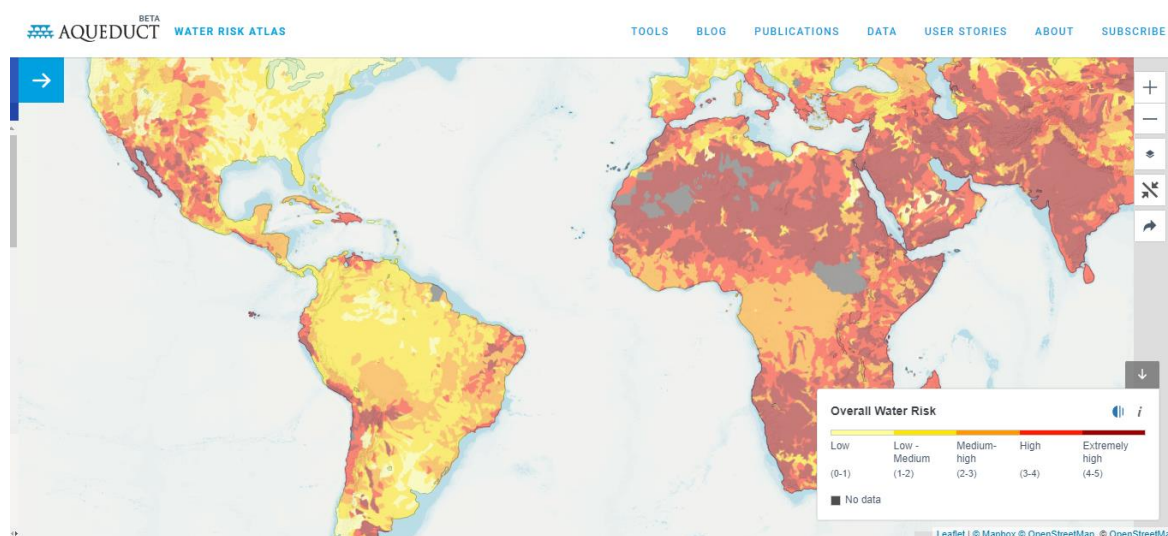 BETA
AQUEDUCT WATER RISK ATLAS TOOLS BLOG PUBLICATIONS DATA USER STORIES ABOUT SUBSCRIBE
Overall Water Risk i
Low Low - Medium Medium-high High Extremely high
(0-1) (1-2) (2-3) (3-4) (4-5)
No data
Leaflet | © Mapbox © OpenStreetMap, © OpenStreetMa